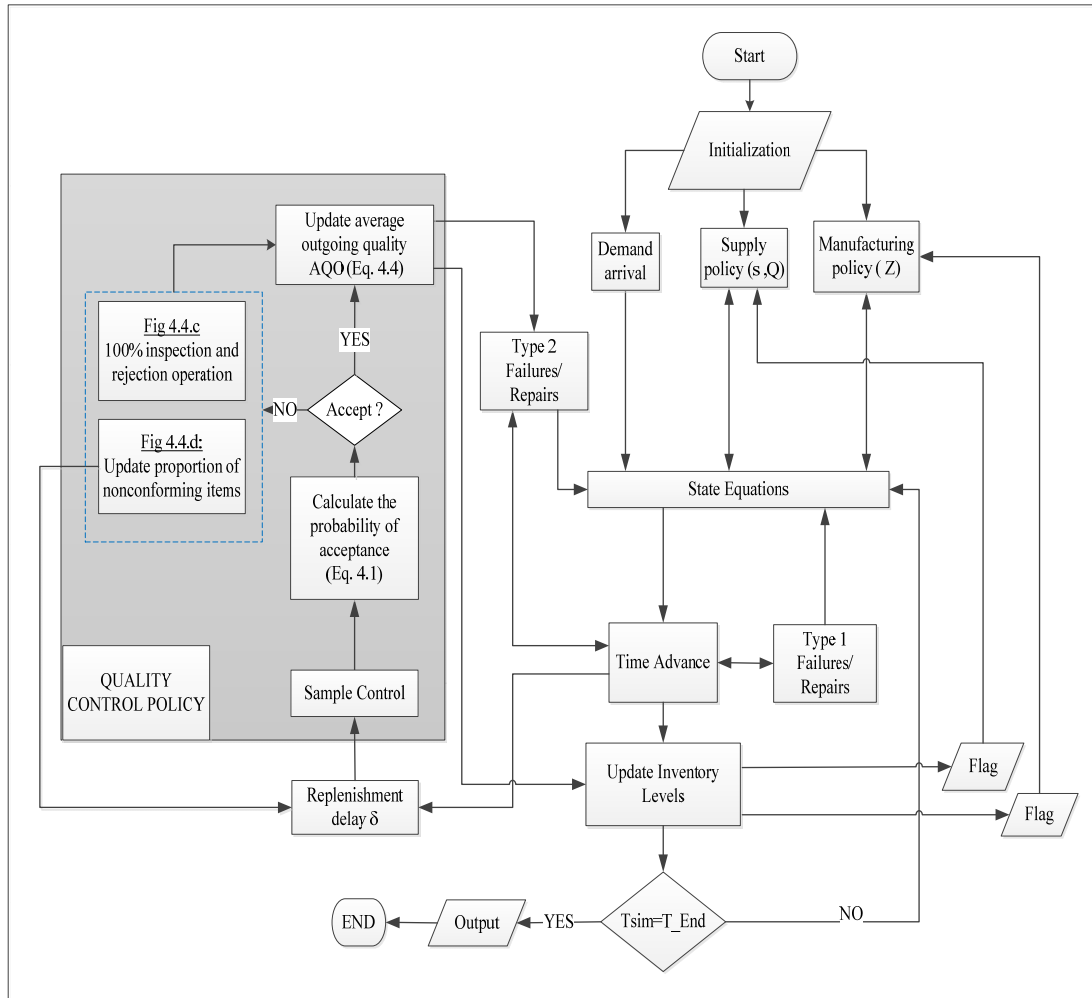 Start
Initialization
Demand
arrival
Supply
policy (s ,Q)
Manufacturing
policy ( Z)
Update average
outgoing quality
AQO (Eq. 4.4)
YES
Fig 4.4.c
100% inspection and
rejection operation
NO
Accept ?
Fig 4.4.d:
Update proportion of
nonconforming items
Calculate the
probability of
acceptance
(Eq. 4.1)
Type 2
Failures/
Repairs
State Equations
Time Advance
Type 1
Failures/
Repairs
QUALITY
CONTROL POLICY
Sample Control
Replenishment
delay δ
Update Inventory
Levels
Flag
Flag
Tsim=T_End
NO
YES
Output
END